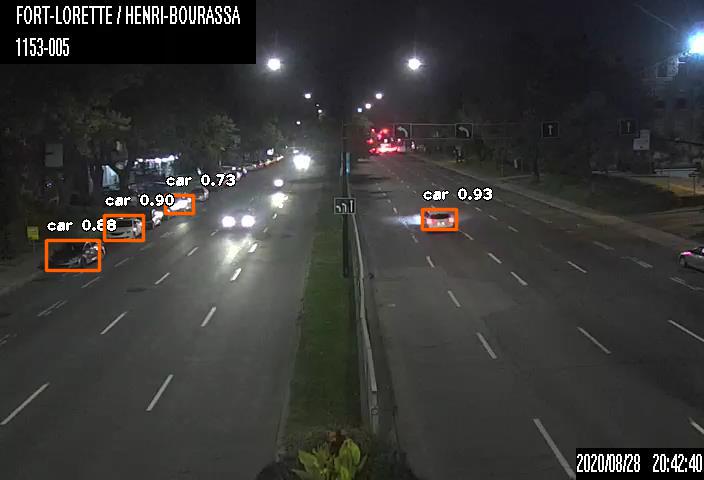 FORT-LORETTE / HENRI-BOURASSA
1153-005
car 0.73
car 0.90
car 0.93
car 0.88
2020/08/28 20:42:40